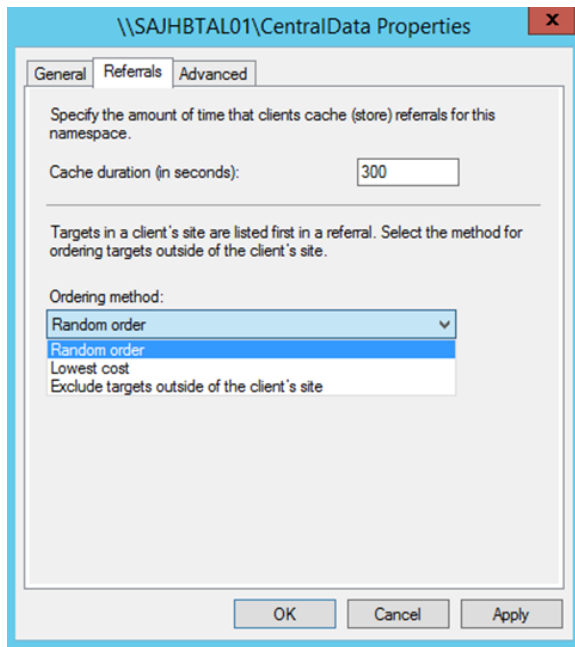 \\SAJHBTAL01\CentralData Properties
x
General Referrals Advanced
Specify the amount of time that clients cache (store) referrals for this
namespace.
Cache duration (in seconds): 300
Targets in a client's site are listed first in a referral. Select the method for
ordering targets outside of the client's site.
Ordering method:
Random order
Random order
Lowest cost
Exclude targets outside of the client's site
OK Cancel Apply